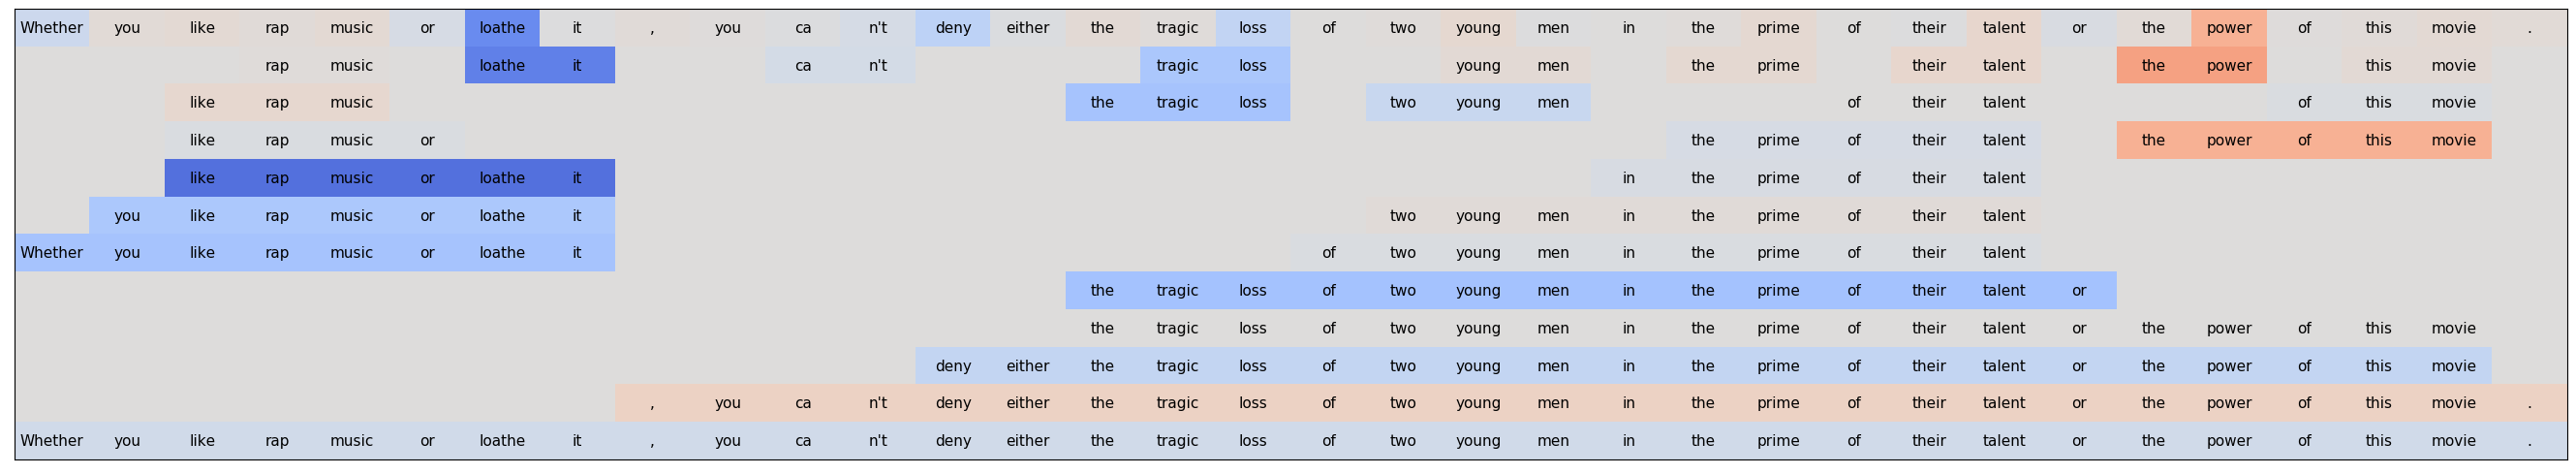 Whether you like rap music or loathe it , you ca n't deny either the tragic loss of two young men in the prime of their talent or the power of this movie .
rap music loathe it ca n't tragic loss young men the prime their talent the power this movie
like rap music the tragic loss two young men of their talent of this movie
like rap music or the prime of their talent the power of this movie
like rap music or loathe it in the prime of their talent
you like rap music or loathe it two young men in the prime of their talent
Whether you like rap music or loathe it of two young men in the prime of their talent
the tragic loss of two young men in the prime of their talent or
the tragic loss of two young men in the prime of their talent or the power of this movie
deny either the tragic loss of two young men in the prime of their talent or the power of this movie
, you ca n't deny either the tragic loss of two young men in the prime of their talent or the power of this movie .
Whether you like rap music or loathe it , you ca n't deny either the tragic loss of two young men in the prime of their talent or the power of this movie .